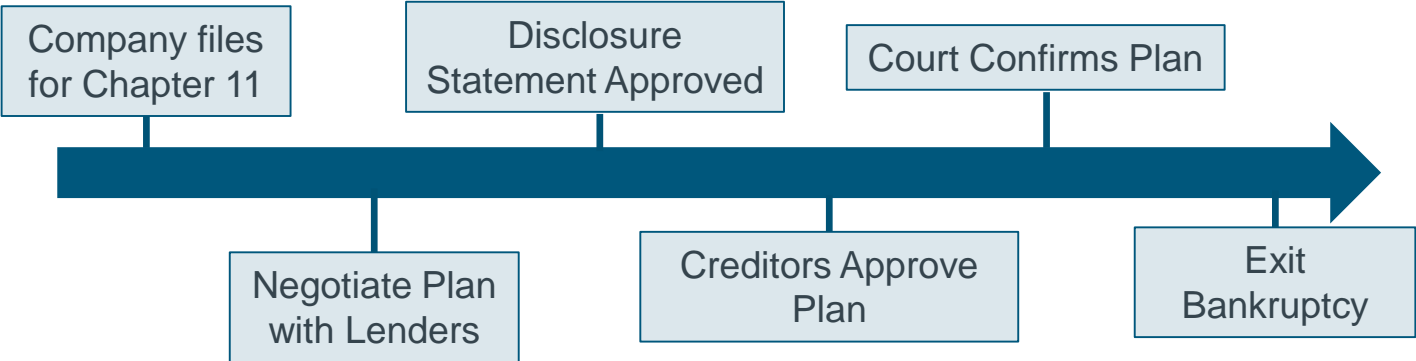 Company files
for Chapter 11
Disclosure
Statement Approved
Court Confirms Plan
Negotiate Plan
with Lenders
Creditors Approve
Plan
Exit
Bankruptcy